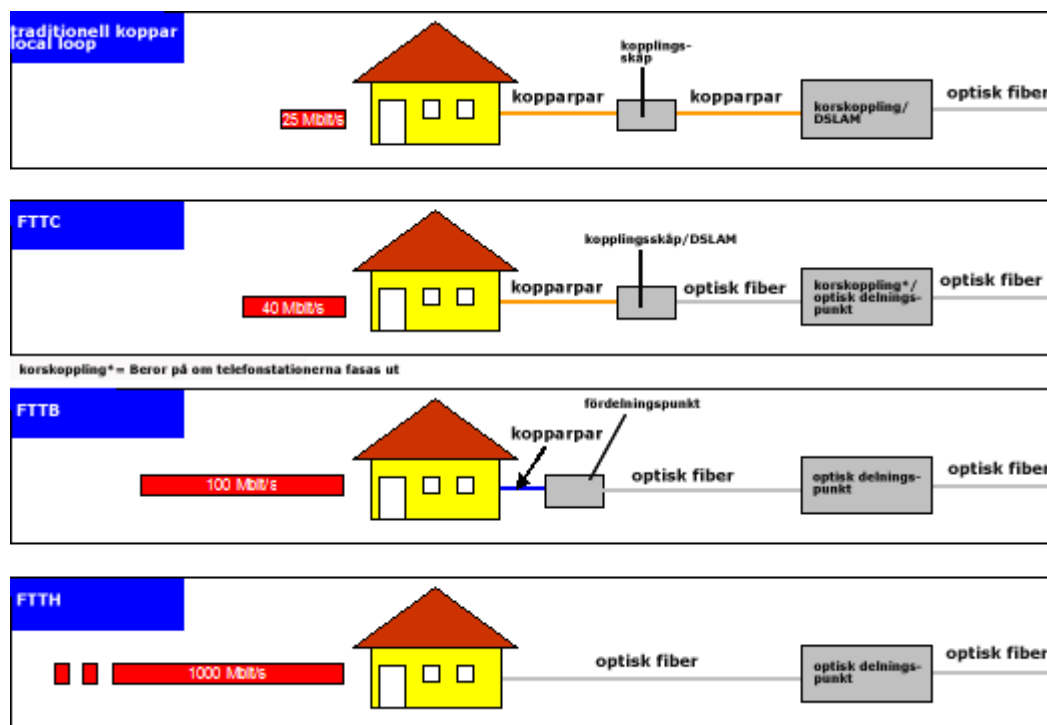 traditionell koppar
local loop
kopplings-
skåp
kopparpar
kopparpar
optisk fiber
25 Mbit/s
korskoppling/
DSLAM
FTTC
kopplingsskåp/DSLAM
kopparpar
optisk fiber
optisk fiber
40 Mbit/s
korskoppling*/
optisk delnings-
punkt
korskoppling*= Beror på om telefonstationerna fasas ut
FTTB
fördelningspunkt
kopparpar
optisk fiber
optisk fiber
100 Mbit/s
optisk delnings-
punkt
FTTH
optisk fiber
optisk fiber
1000 Mbit/s
optisk delnings-
punkt